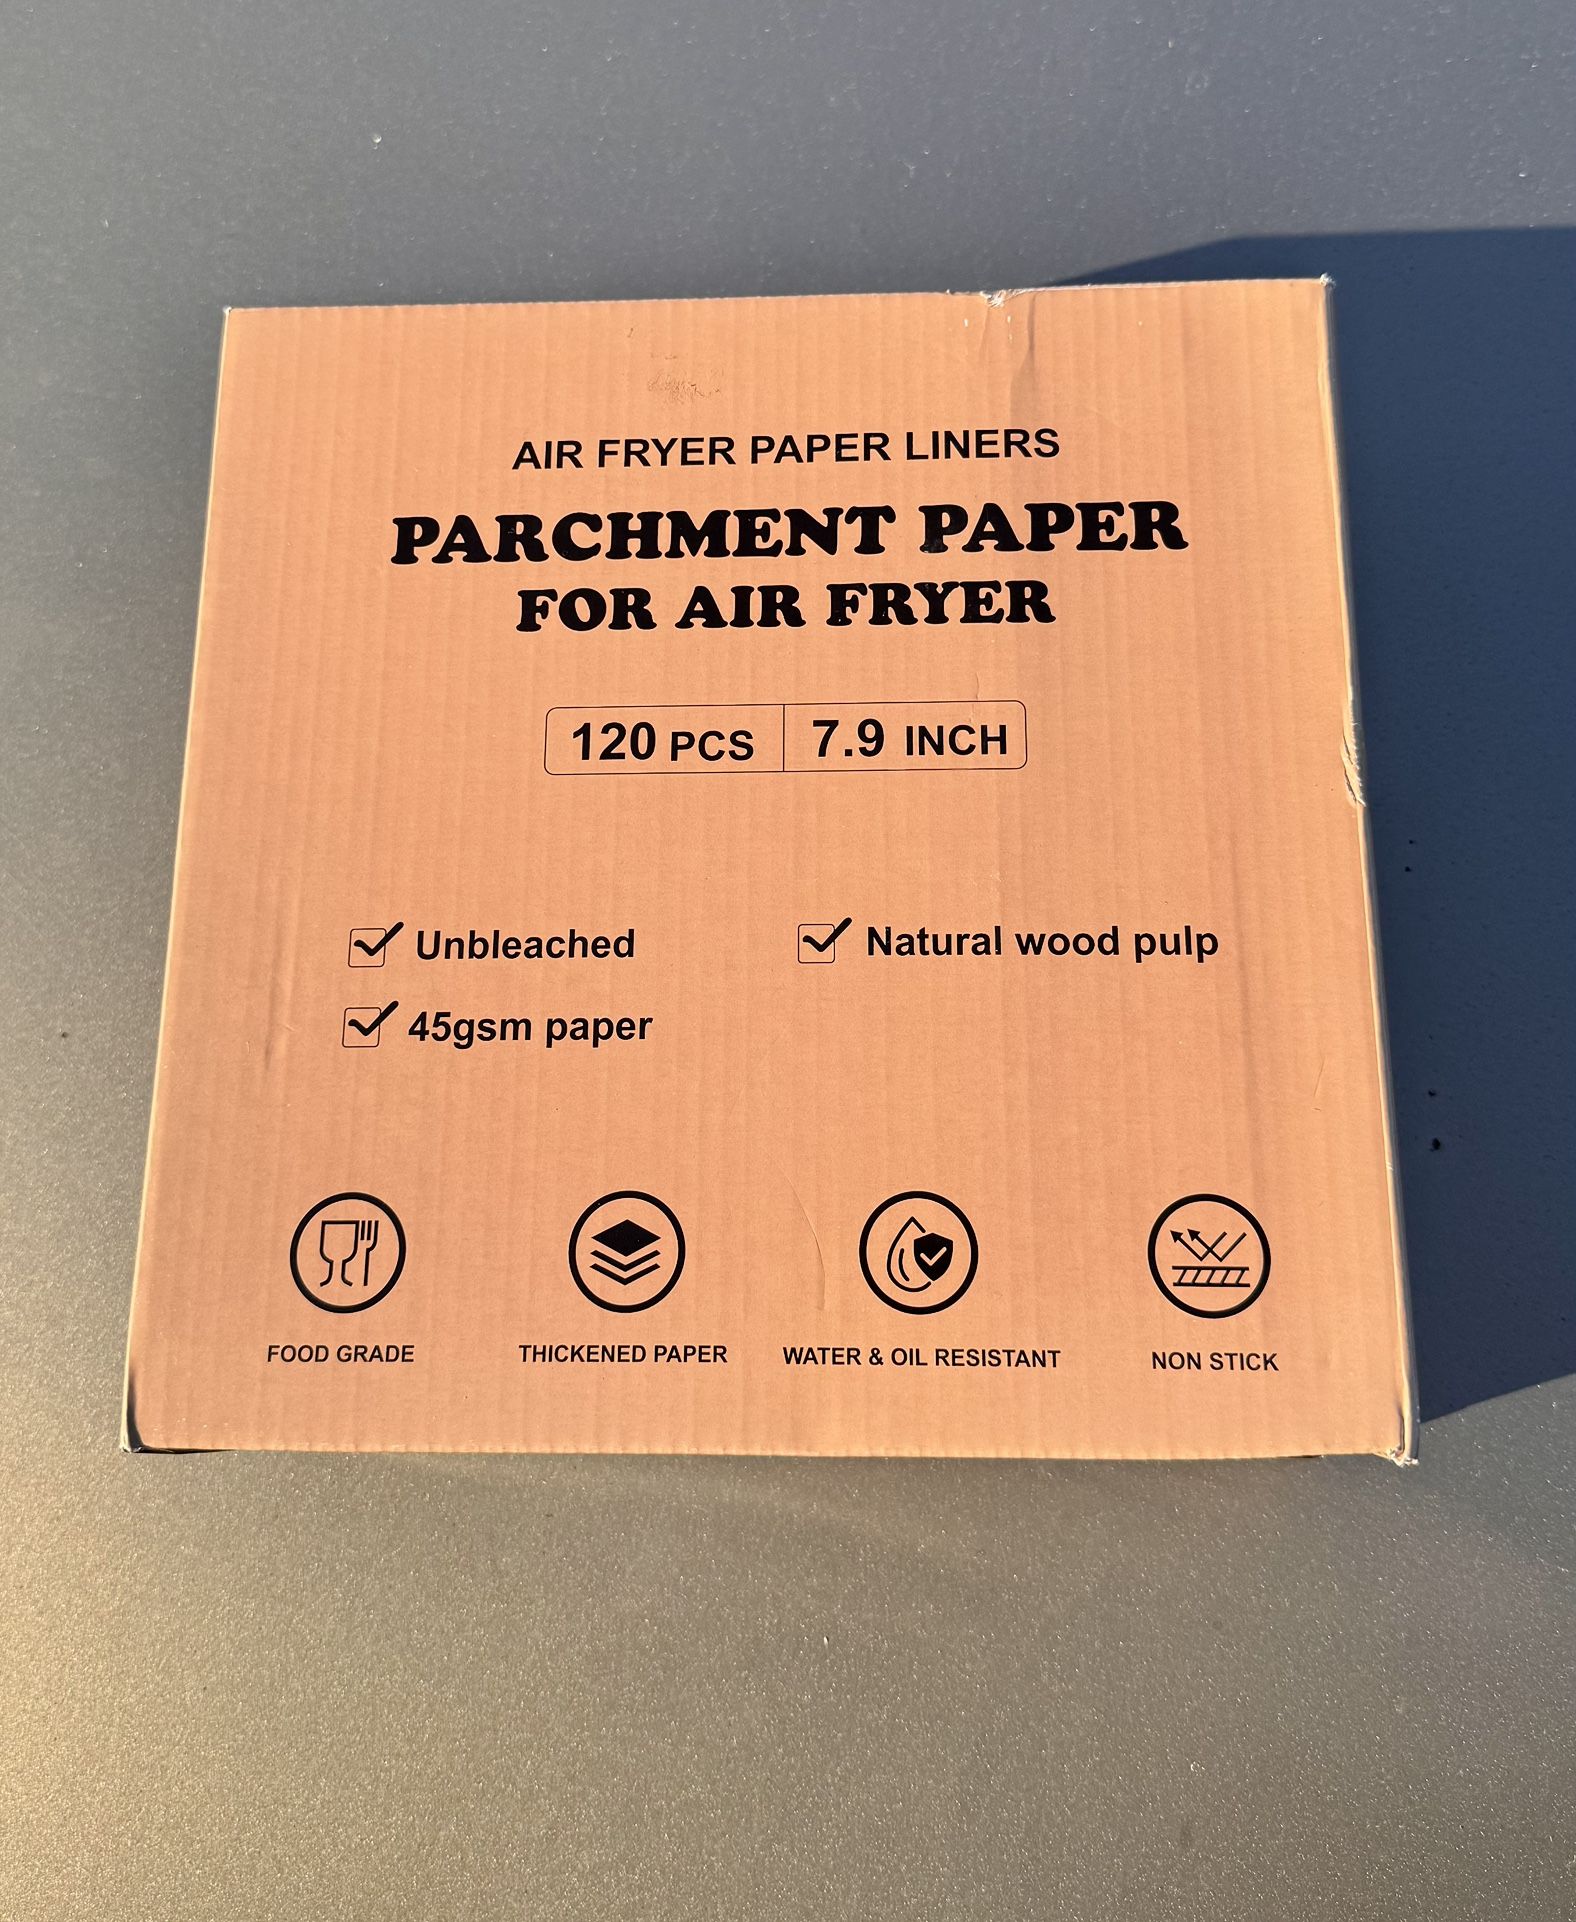 AIR FRYER PAPER LINERS
PARCHMENT PAPER
FOR AIR FRYER
120 PCS 7.9 INCH
Unbleached Natural wood pulp
45gsm paper
FOOD GRADE THICKENED PAPER WATER & OIL RESISTANT NON STICK